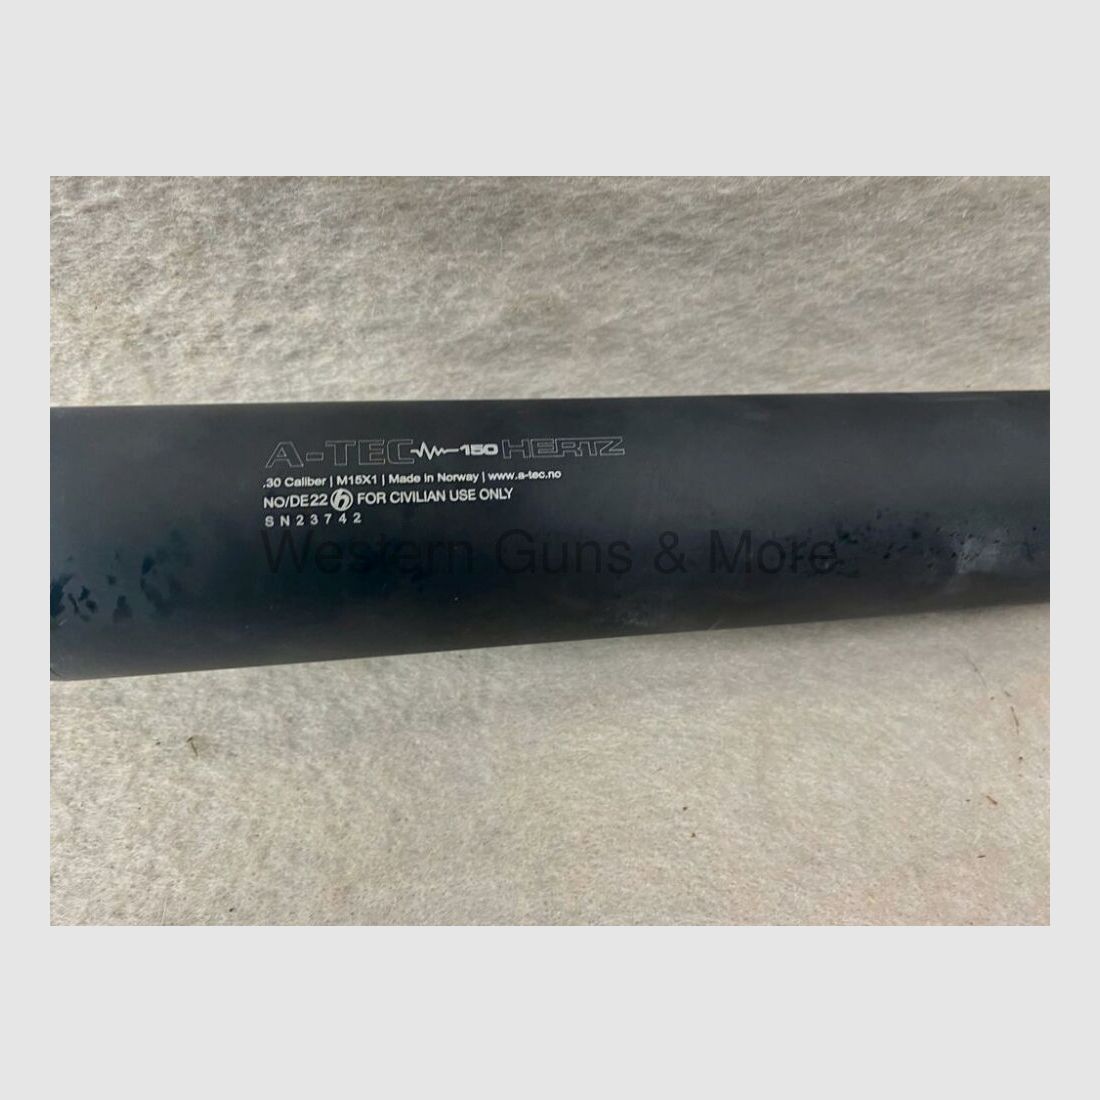 A-TEC 150 HERTZ
.30 Caliber | M15X1 | Made in Norway | www.a-tec.no
NO/DE22 FOR CIVILIAN USE ONLY
SN23742
Western Guns & More